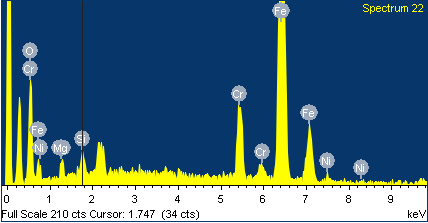 Spectrum 22
Fe
O
Cr
Fe
Ni
Mg
Si
Cr
Cr
Fe
Ni
Ni
0 1 2 3 4 5 6 7 8 9
Full Scale 210 cts Cursor: 1.747 (34 cts) keV